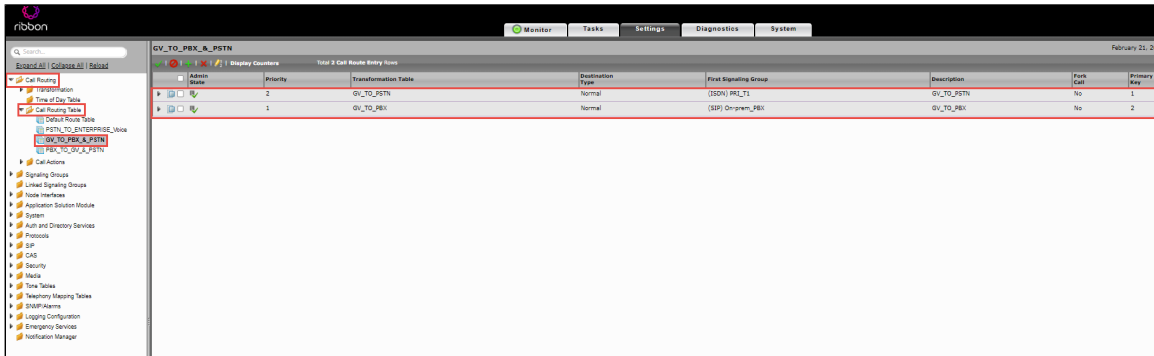 ribbon
Monitor Tasks Settings Diagnostics System
Search...
Expand All | Collapse All | Reload
Call Routing
Transformation
Time of Day Table
Call Routing Table
Default Route Table
PSTN_TO_ENTERPRISE_Voice
GV_TO_PBX_&_PSTN
PBX_TO_GV_&_PSTN
Call Actions
Signaling Groups
Linked Signaling Groups
Node Interfaces
Application Solution Module
System
Auth and Directory Services
Protocols
SIP
CAS
Security
Media
Tone Tables
Telephony Mapping Tables
SNMP/Alarms
Logging Configuration
Emergency Services
Notification Manager
GV_TO_PBX_&_PSTN February 21, 2
Display Counters Total 2 Call Route Entry Rows
Admin State Priority Transformation Table Destination Type First Signaling Group Description Fork Call Primary Key
2 GV_TO_PSTN Normal (ISDN) PRI_T1 GV_TO_PSTN No 1
1 GV_TO_PBX Normal (SIP) On-prem_PBX GV_TO_PBX No 2